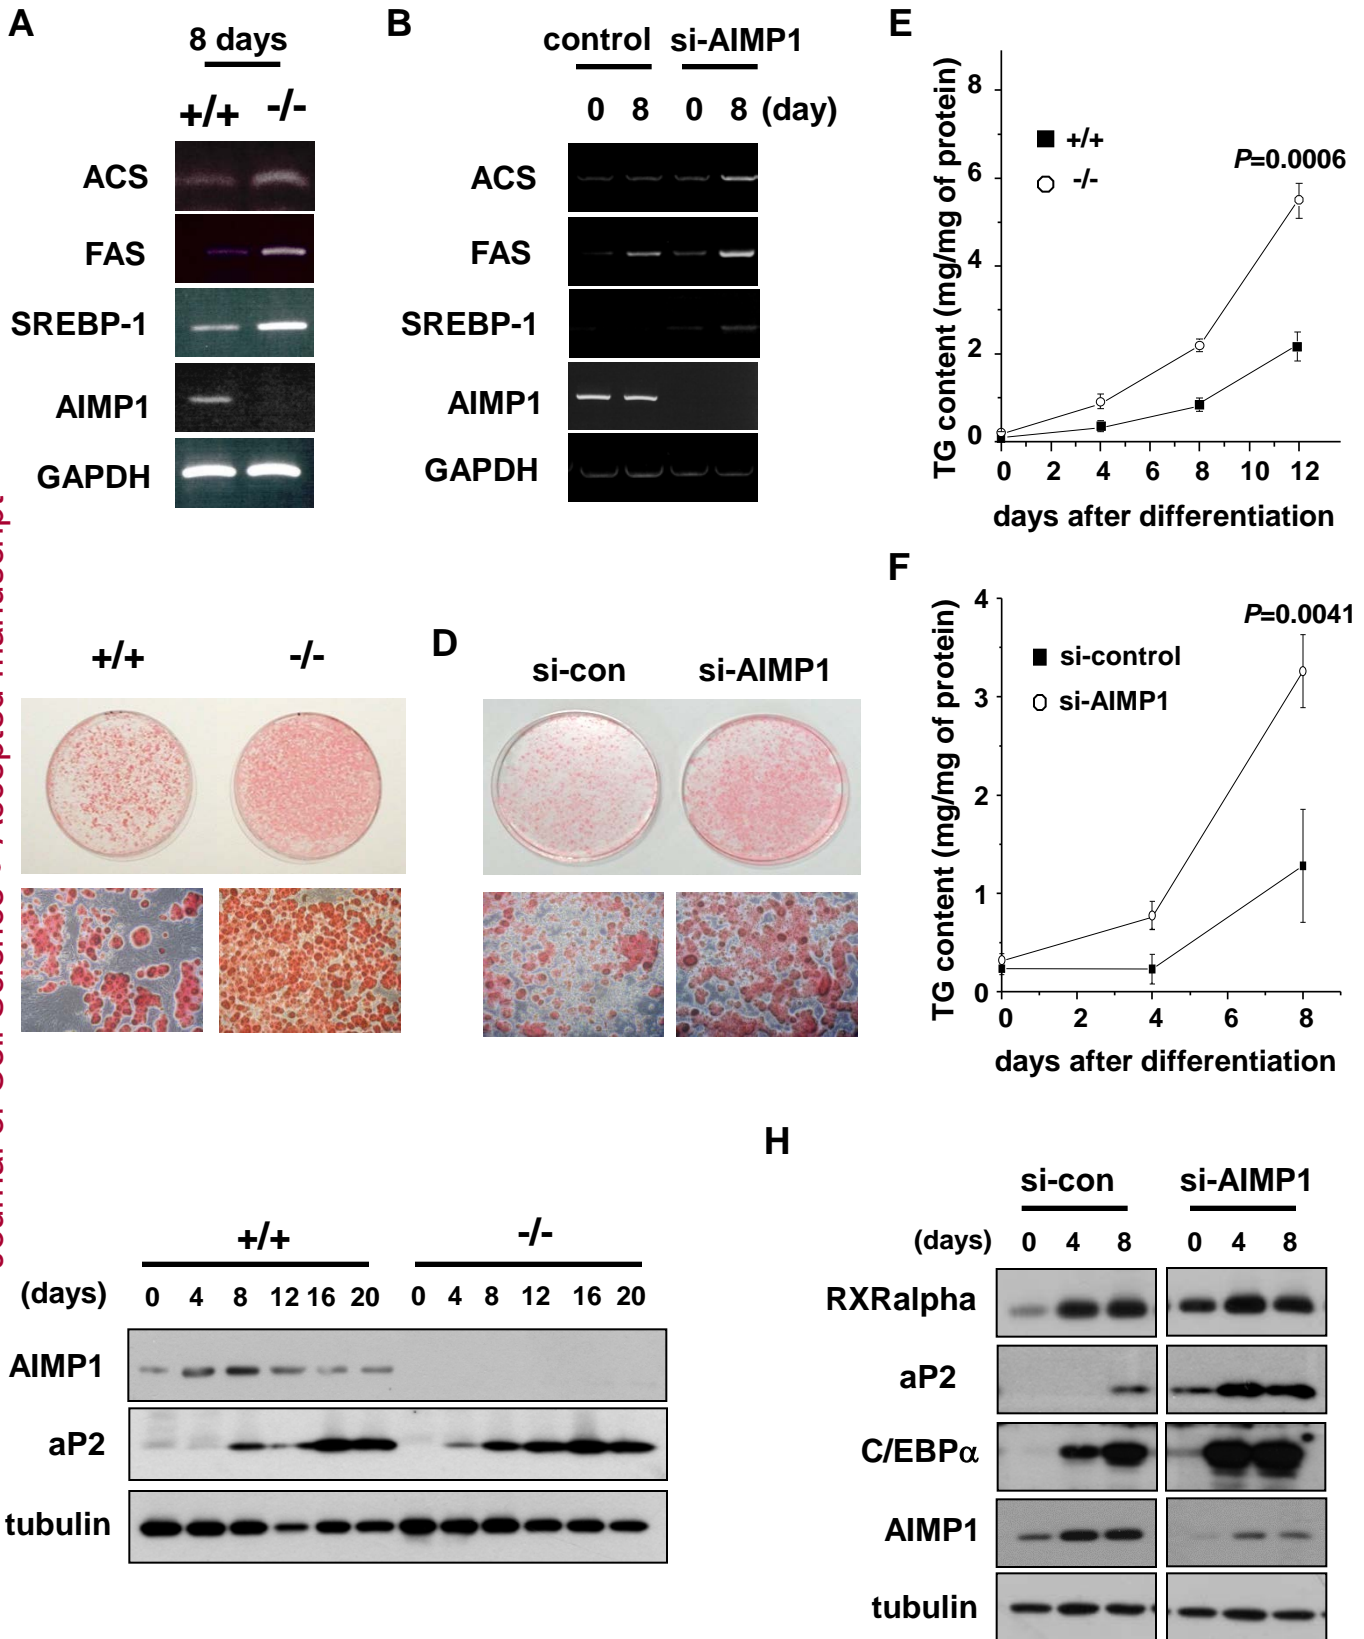 A
8 days
+/+ -/-
ACS
FAS
SREBP-1
AIMP1
GAPDH
B
control si-AIMP1
0 8 0 8 (day)
ACS
FAS
SREBP-1
AIMP1
GAPDH
E
TG content (mg/mg of protein)
8
6
4
2
0
+/+
-/-
P=0.0006
0 2 4 6 8 10 12
days after differentiation
+/+ -/-
D
si-con si-AIMP1
F
TG content (mg/mg of protein)
4
3
2
1
0
si-control
si-AIMP1
P=0.0041
0 2 4 6 8
days after differentiation
+/+ -/-
(days) 0 4 8 12 16 20 0 4 8 12 16 20
AIMP1
aP2
tubulin
H
si-con si-AIMP1
(days) 0 4 8 0 4 8
RXRalpha
aP2
C/EBPα
AIMP1
tubulin